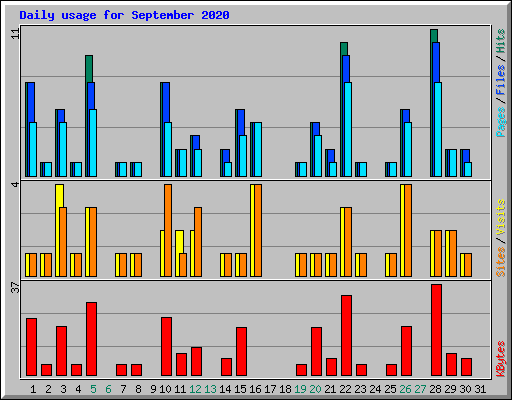 Daily usage for September 2020
11
Pages/Files/Hits
4
Sites/Visits
37
KBytes
1 2 3 4 5 6 7 8 9 10 11 12 13 14 15 16 17 18 19 20 21 22 23 24 25 26 27 28 29 30 31